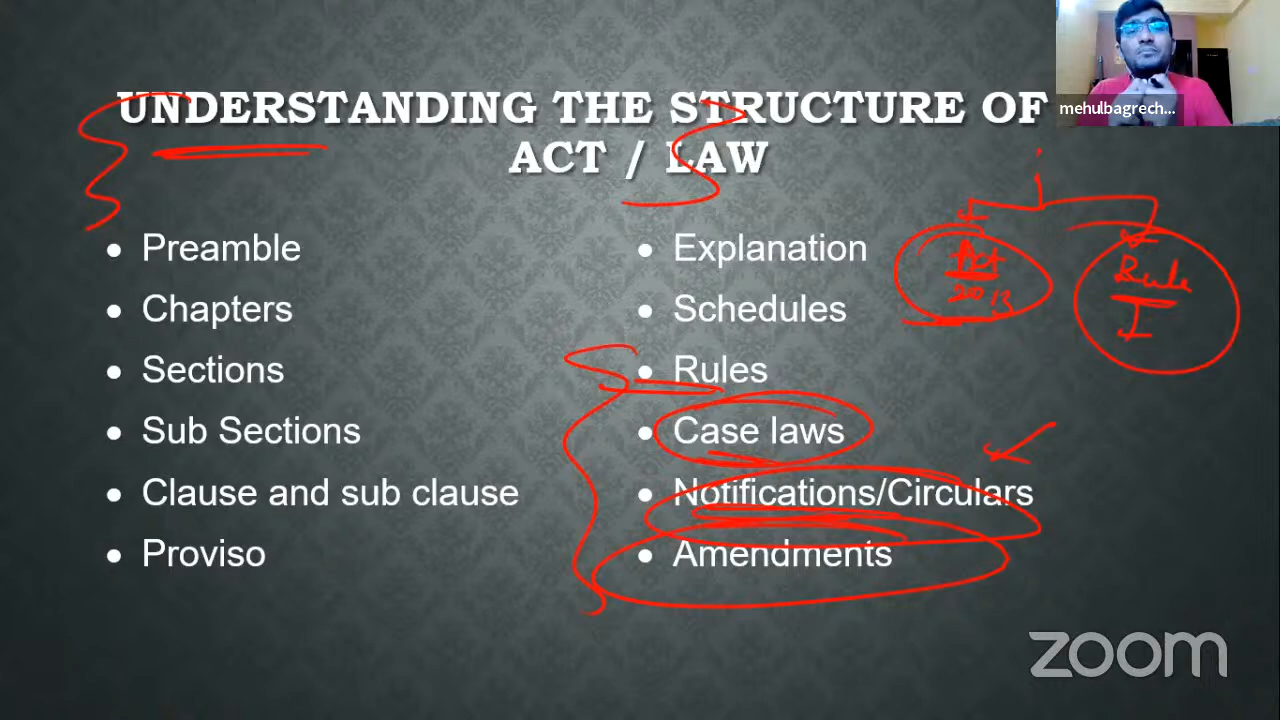 UNDERSTANDING THE STRUCTURE OF
ACT / LAW
mehulbagrech...
• Preamble
• Chapters
• Sections
• Sub Sections
• Clause and sub clause
• Proviso
• Explanation
• Schedules
• Rules
• Case laws
• Notifications/Circulars
• Amendments
Act
2013
Rule
zoom